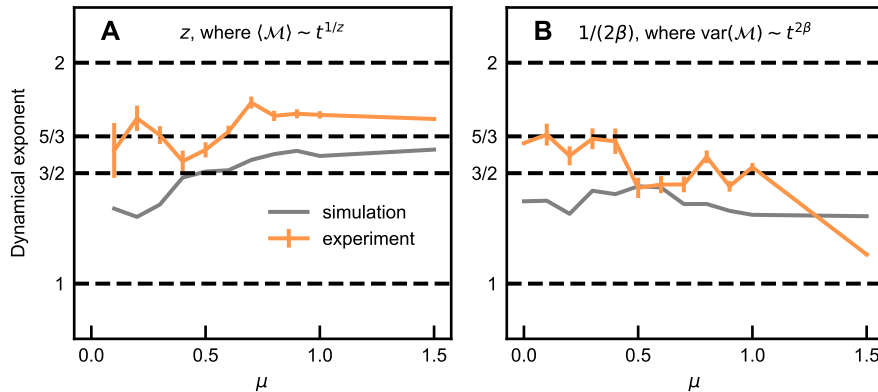 A
z, where ⟨ℳ⟩ ~ t^{1/z}
B
1/(2β), where var(ℳ) ~ t^{2β}
Dynamical exponent
2
5/3
3/2
1
simulation
experiment
0.0 0.5 1.0 1.5
μ
2
5/3
3/2
1
0.0 0.5 1.0 1.5
μ